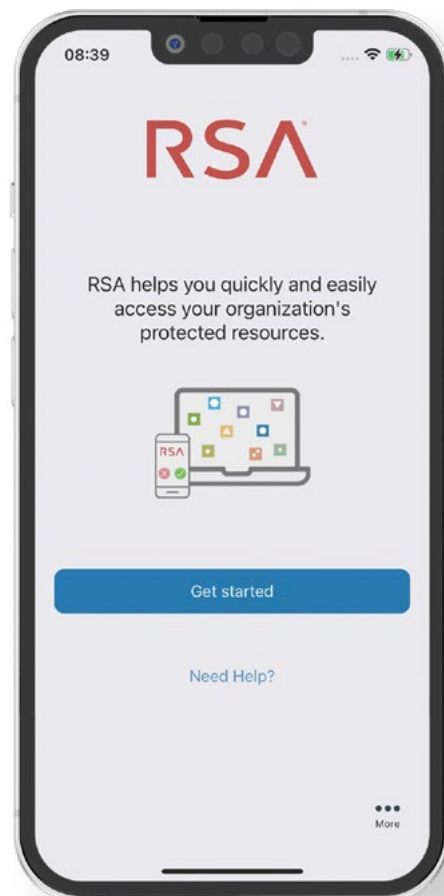 08:39
RSA
RSA helps you quickly and easily
access your organization's
protected resources.
RSA
Get started
Need Help?
More